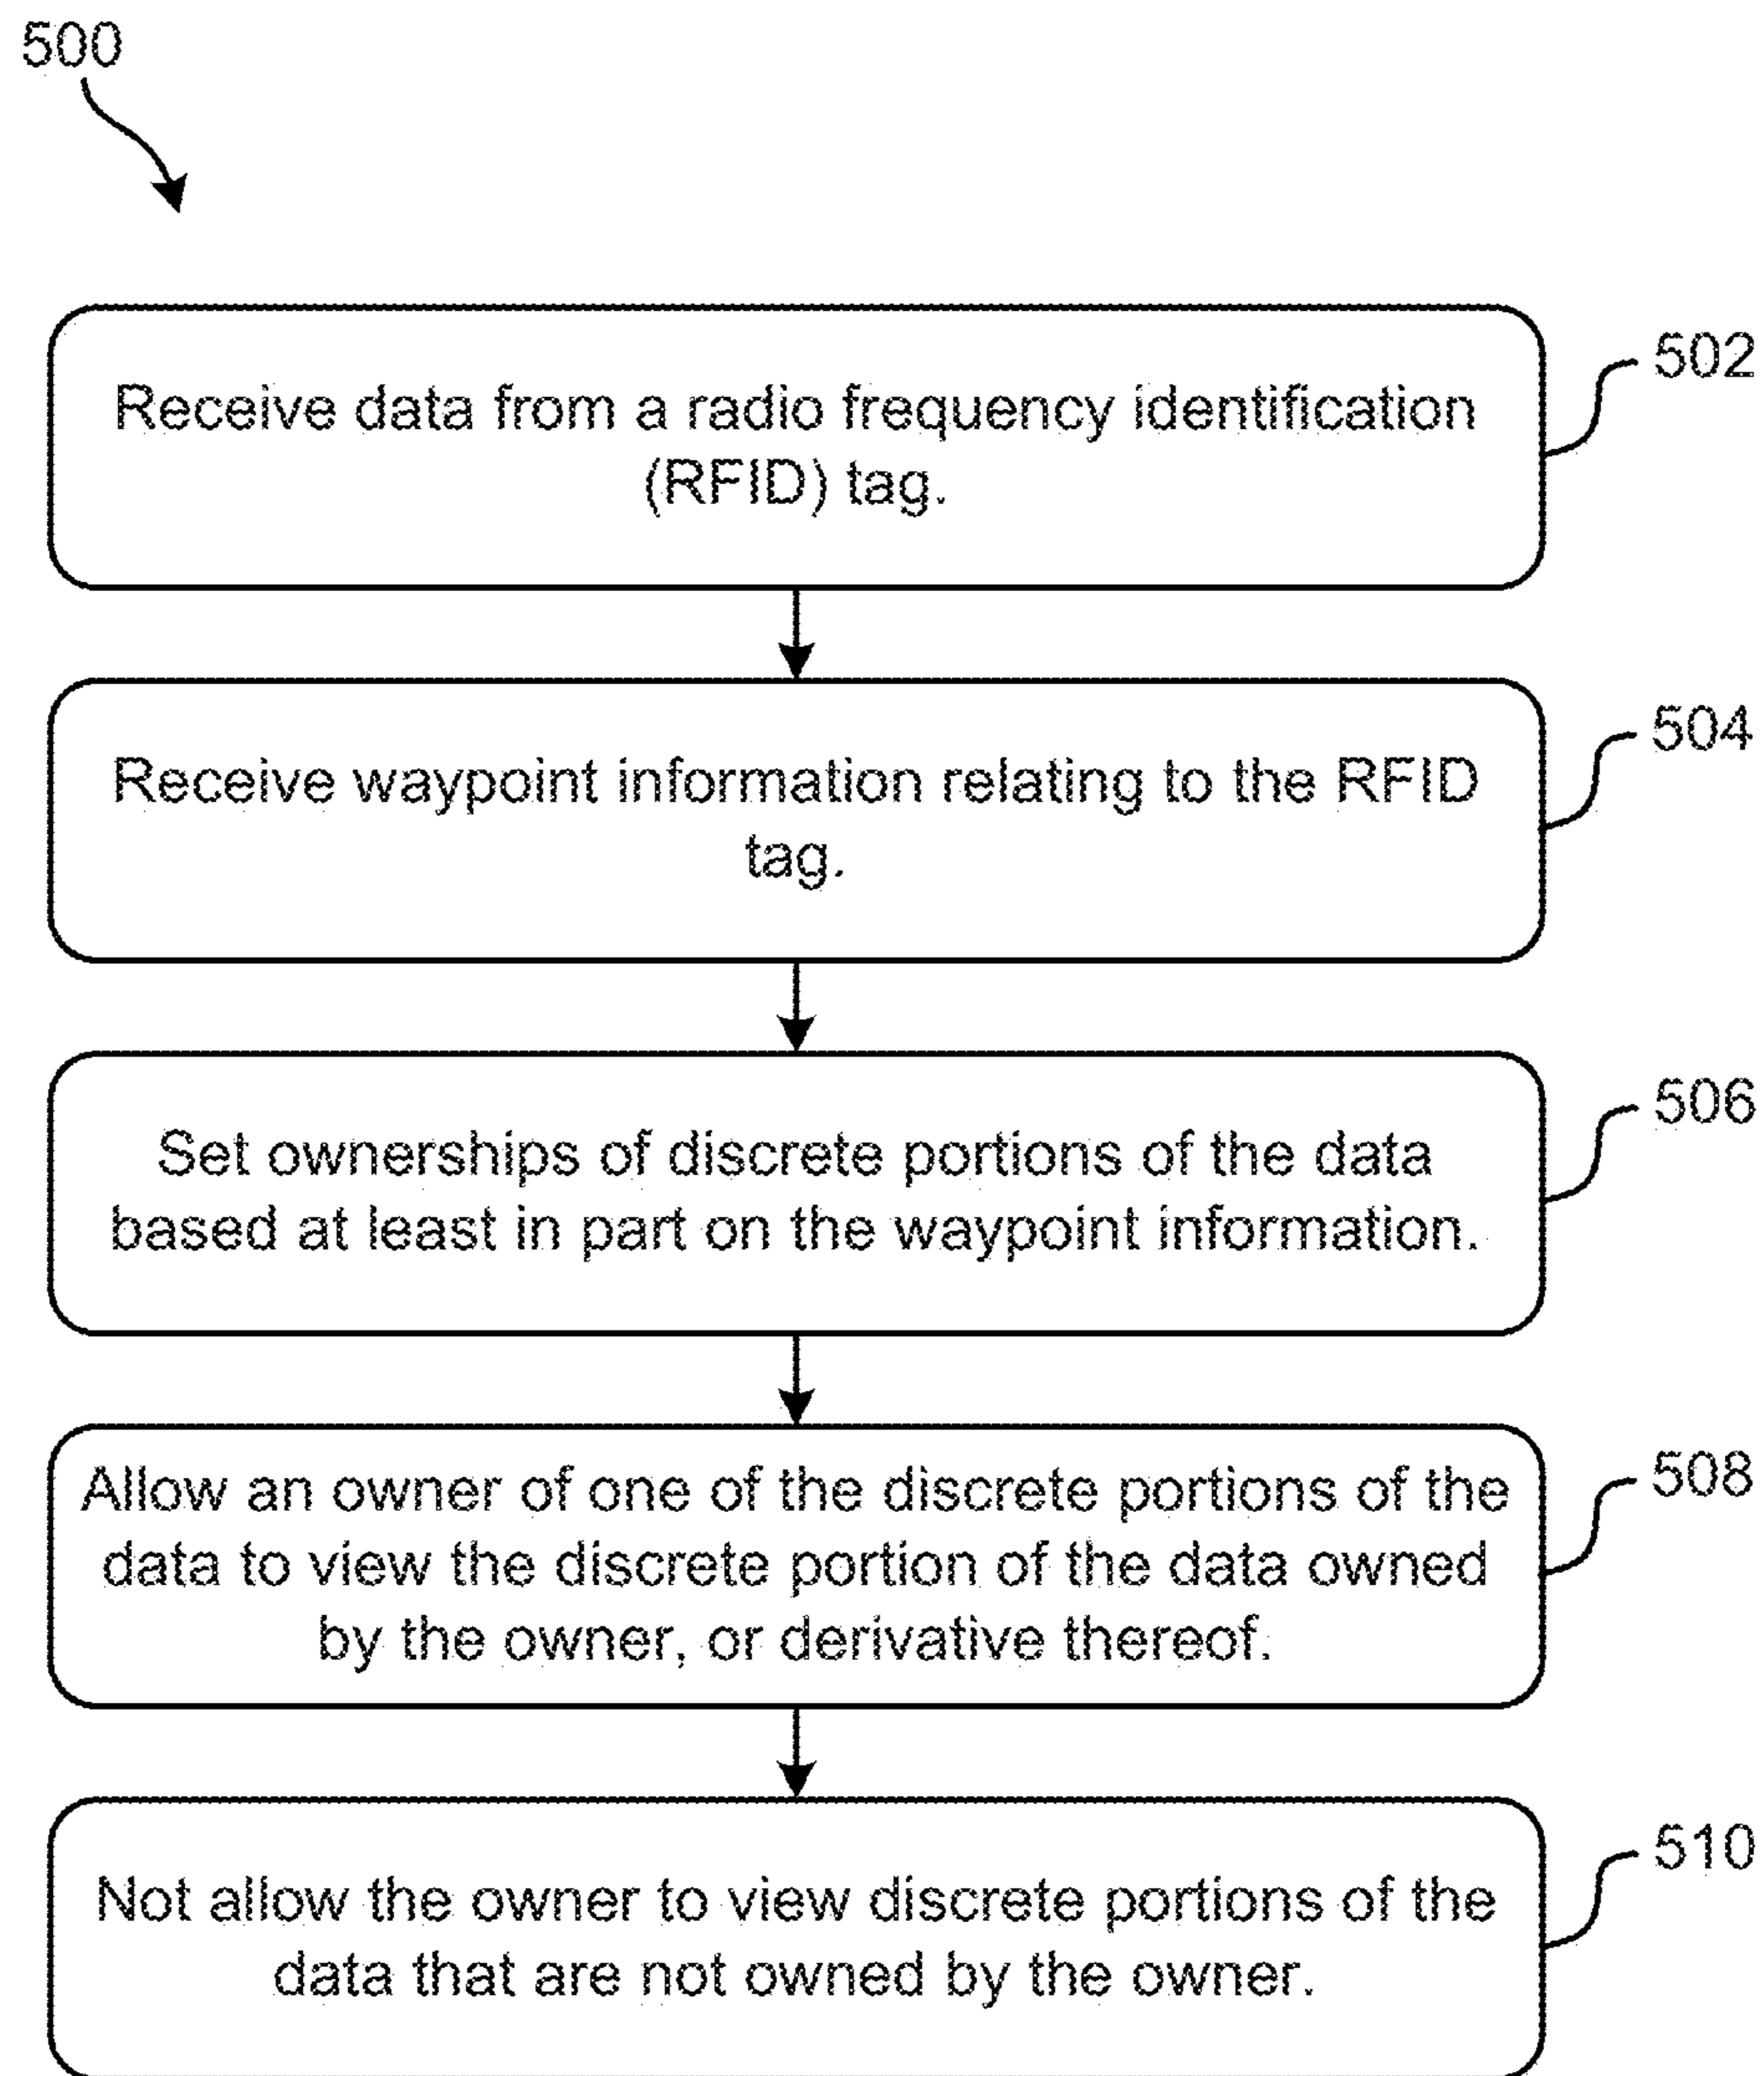 500
Receive data from a radio frequency identification
(RFID) tag.
502
Receive waypoint information relating to the RFID
tag.
504
Set ownerships of discrete portions of the data
based at least in part on the waypoint information.
506
Allow an owner of one of the discrete portions of the
data to view the discrete portion of the data owned
by the owner, or derivative thereof.
508
Not allow the owner to view discrete portions of the
data that are not owned by the owner.
510